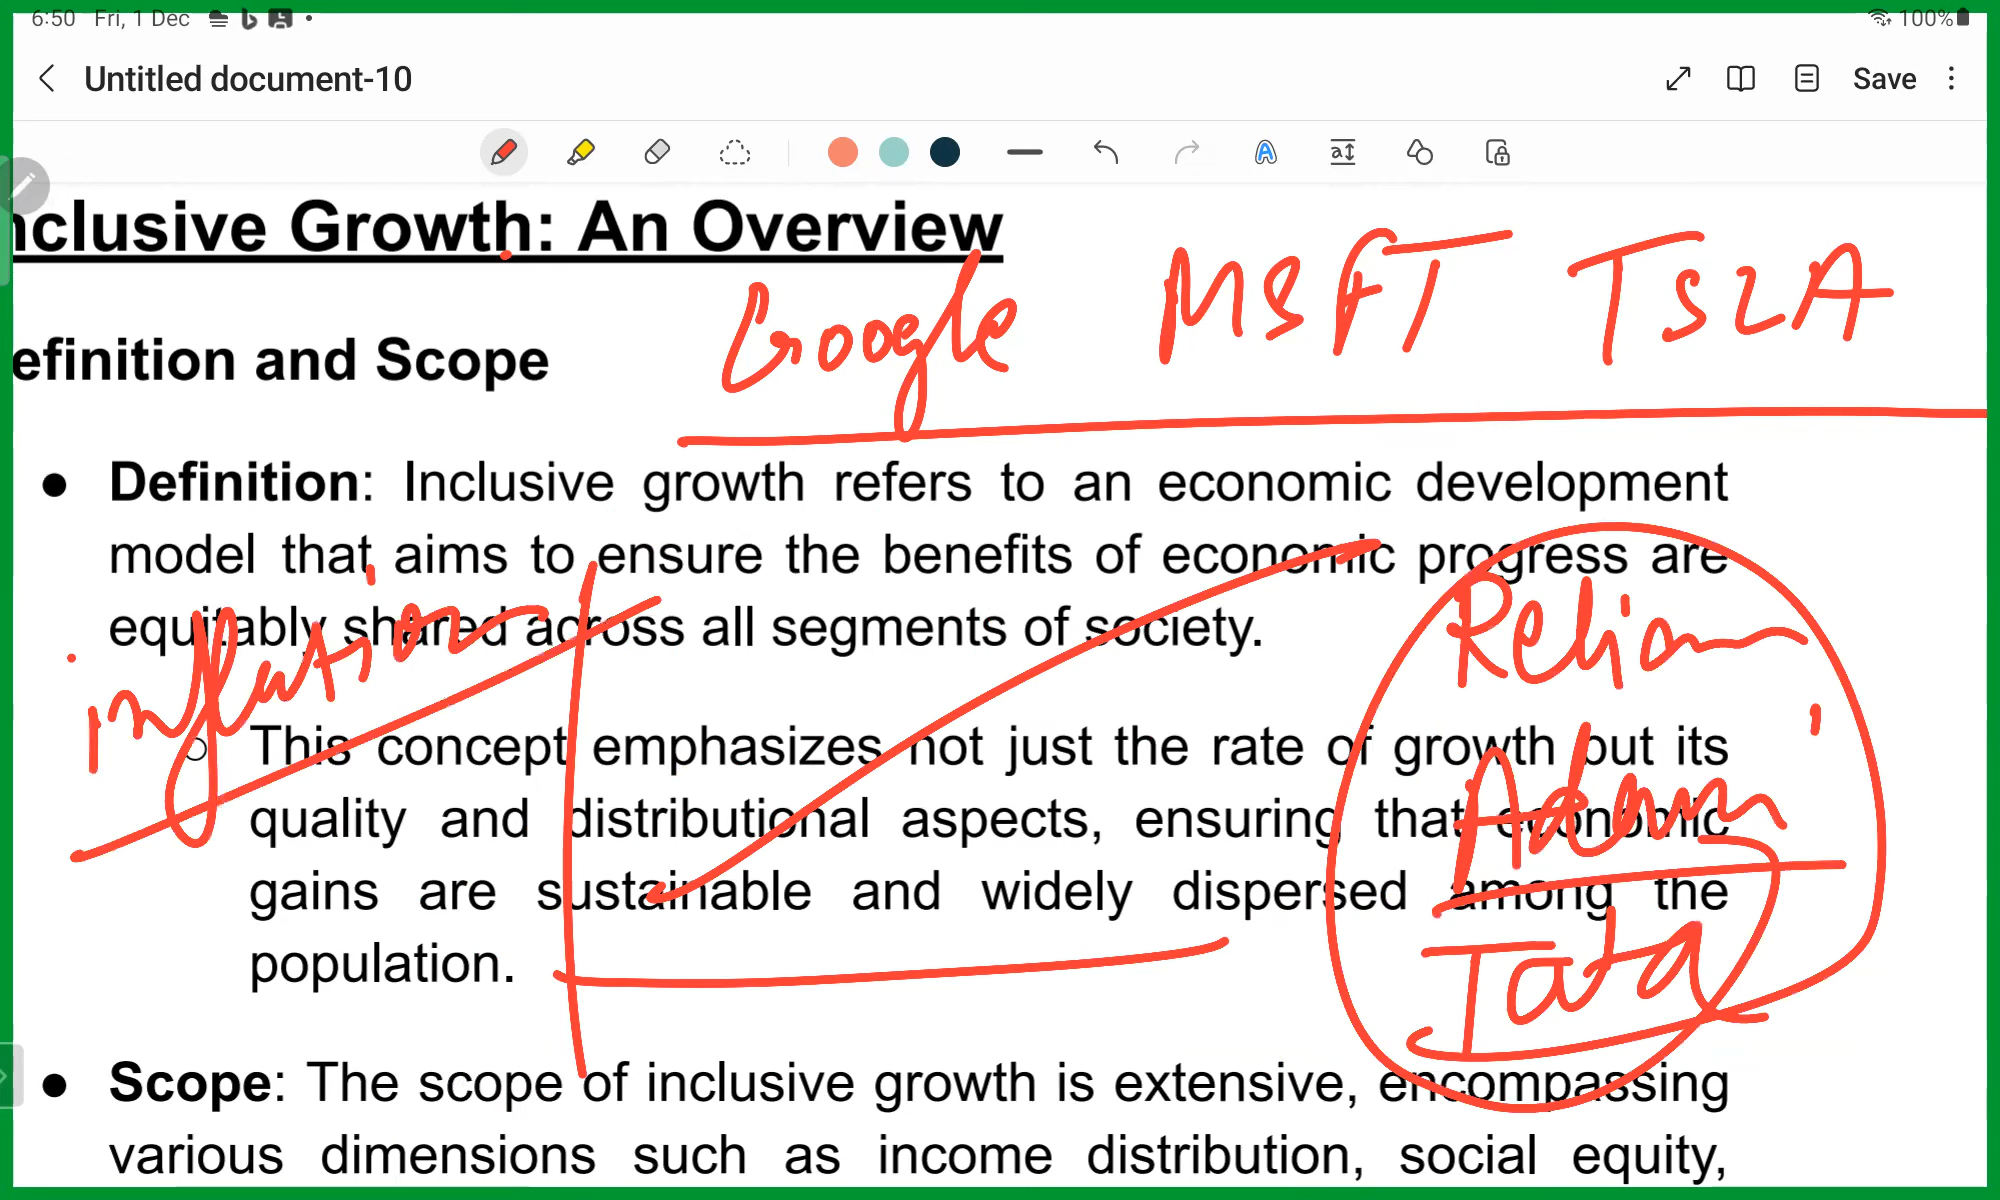 6:50 Fri, 1 Dec 100%
Untitled document-10 Save
nclusive Growth: An Overview
Google MSFT TSLA
efinition and Scope
● Definition: Inclusive growth refers to an economic development
model that aims to ensure the benefits of economic progress are
equitably shared across all segments of society.
inflation
Adani
Tata
○ This concept emphasizes not just the rate of growth but its
quality and distributional aspects, ensuring that economic
gains are sustainable and widely dispersed among the
population.
● Scope: The scope of inclusive growth is extensive, encompassing
various dimensions such as income distribution, social equity,